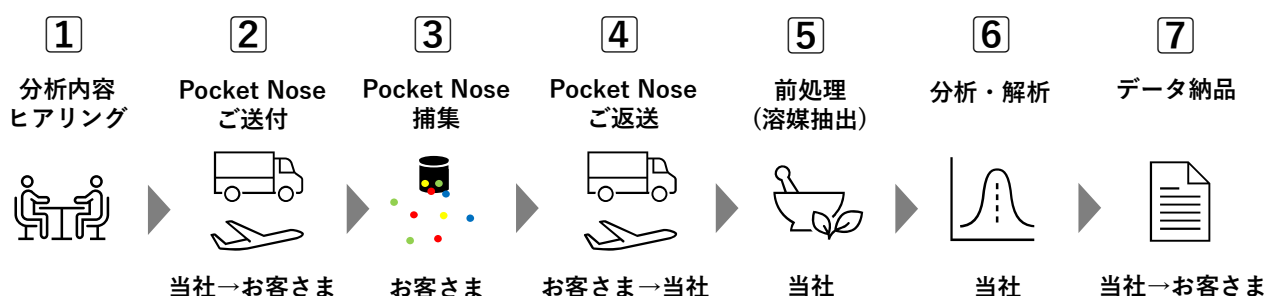 1
分析内容
ヒアリング
2
Pocket Nose
ご送付
当社→お客さま
3
Pocket Nose
捕集
お客さま
4
Pocket Nose
ご返送
お客さま→当社
5
前処理
(溶媒抽出)
当社
6
分析・解析
当社
7
データ納品
当社→お客さま